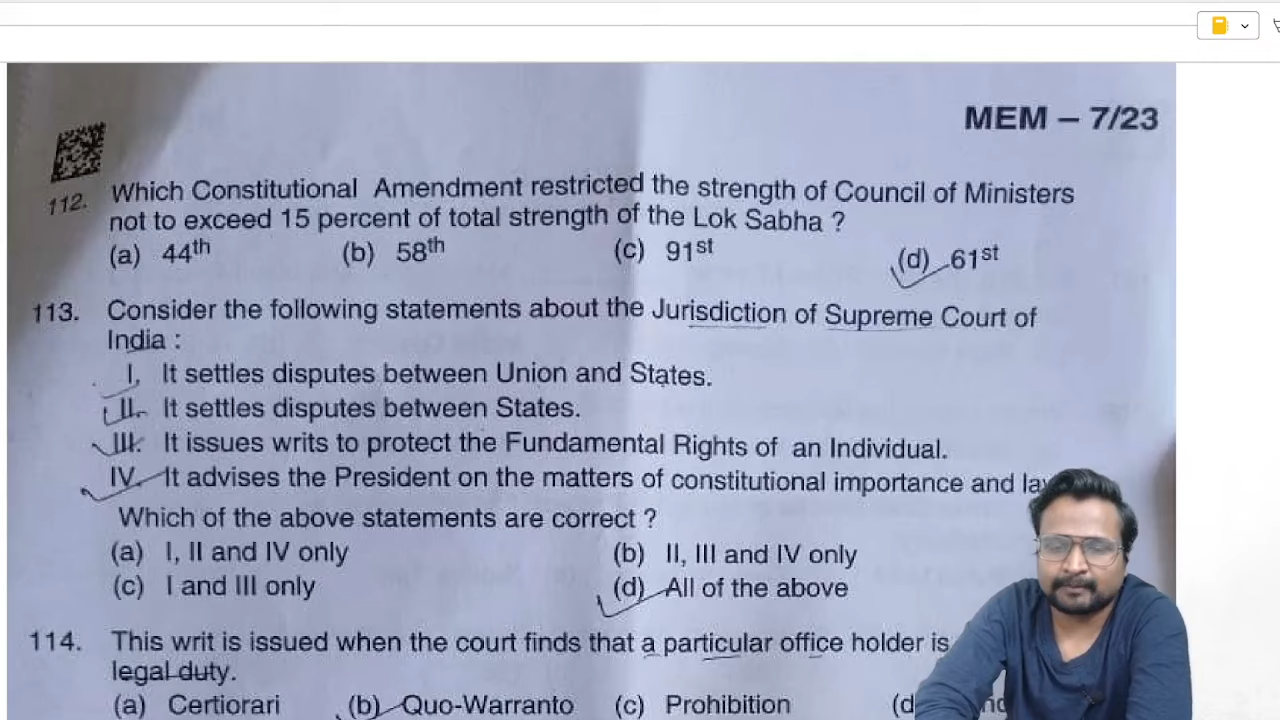 MEM – 7/23
112. Which Constitutional Amendment restricted the strength of Council of Ministers
not to exceed 15 percent of total strength of the Lok Sabha ?
(a) 44th (b) 58th (c) 91st (d) 61st
113. Consider the following statements about the Jurisdiction of Supreme Court of
India :
I. It settles disputes between Union and States.
II. It settles disputes between States.
III. It issues writs to protect the Fundamental Rights of an Individual.
IV. It advises the President on the matters of constitutional importance and
Which of the above statements are correct ?
(a) I, II and IV only (b) II, III and IV only
(c) I and III only (d) All of the above
114. This writ is issued when the court finds that a particular office holder is
legal duty.
(a) Certiorari (b) Quo-Warranto (c) Prohibition (d